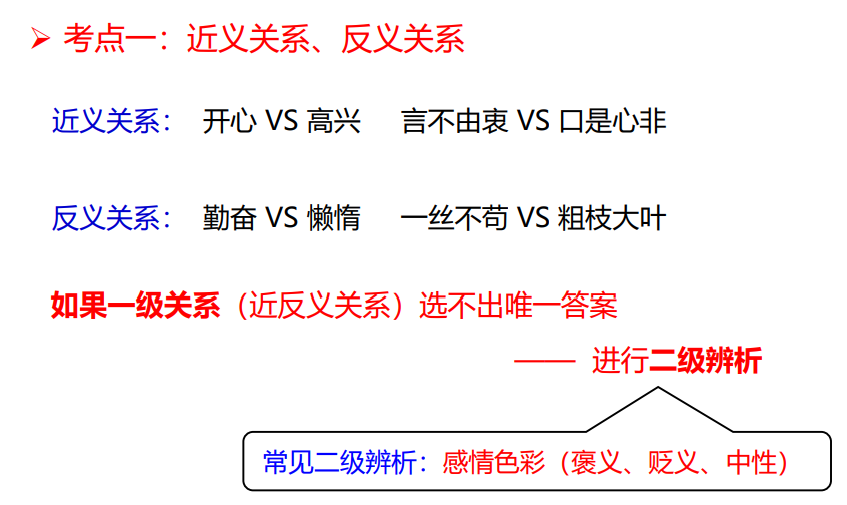 ➢ 考点一：近义关系、反义关系
近义关系： 开心 VS 高兴 言不由衷 VS 口是心非
反义关系： 勤奋 VS 懒惰 一丝不苟 VS 粗枝大叶
如果一级关系（近反义关系）选不出唯一答案
—— 进行二级辨析
常见二级辨析：感情色彩（褒义、贬义、中性）